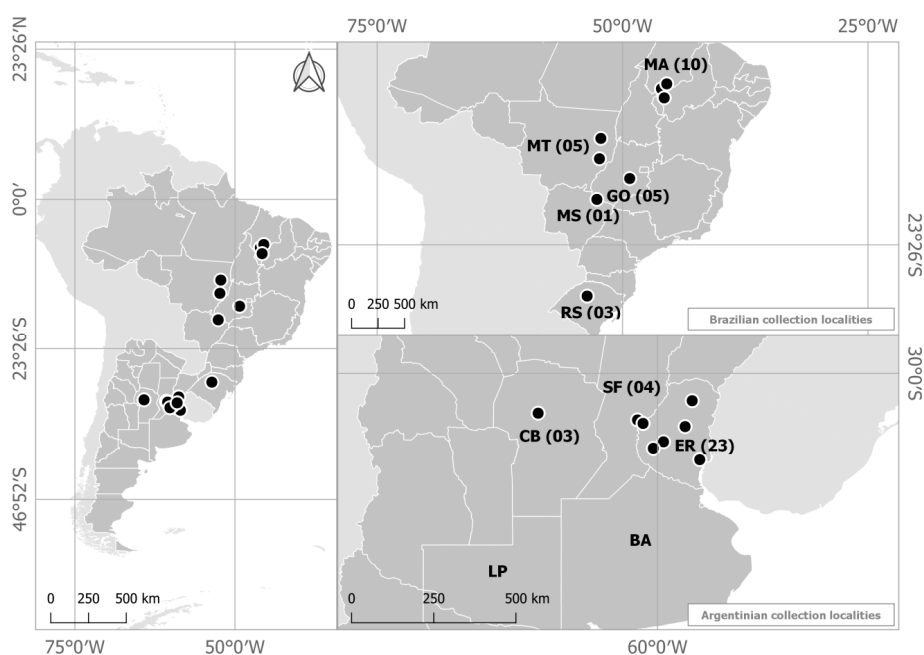 75°0′W 50°0′W 25°0′W
23°26′N
0°0′
23°26′S
46°52′S
0 250 500 km
75°0′W 50°0′W
MA (10)
MT (05)
GO (05)
MS (01)
23°26′S
RS (03)
0 250 500 km
Brazilian collection localities
30°0′S
SF (04)
CB (03)
ER (23)
BA
LP
0 250 500 km
Argentinian collection localities
60°0′W